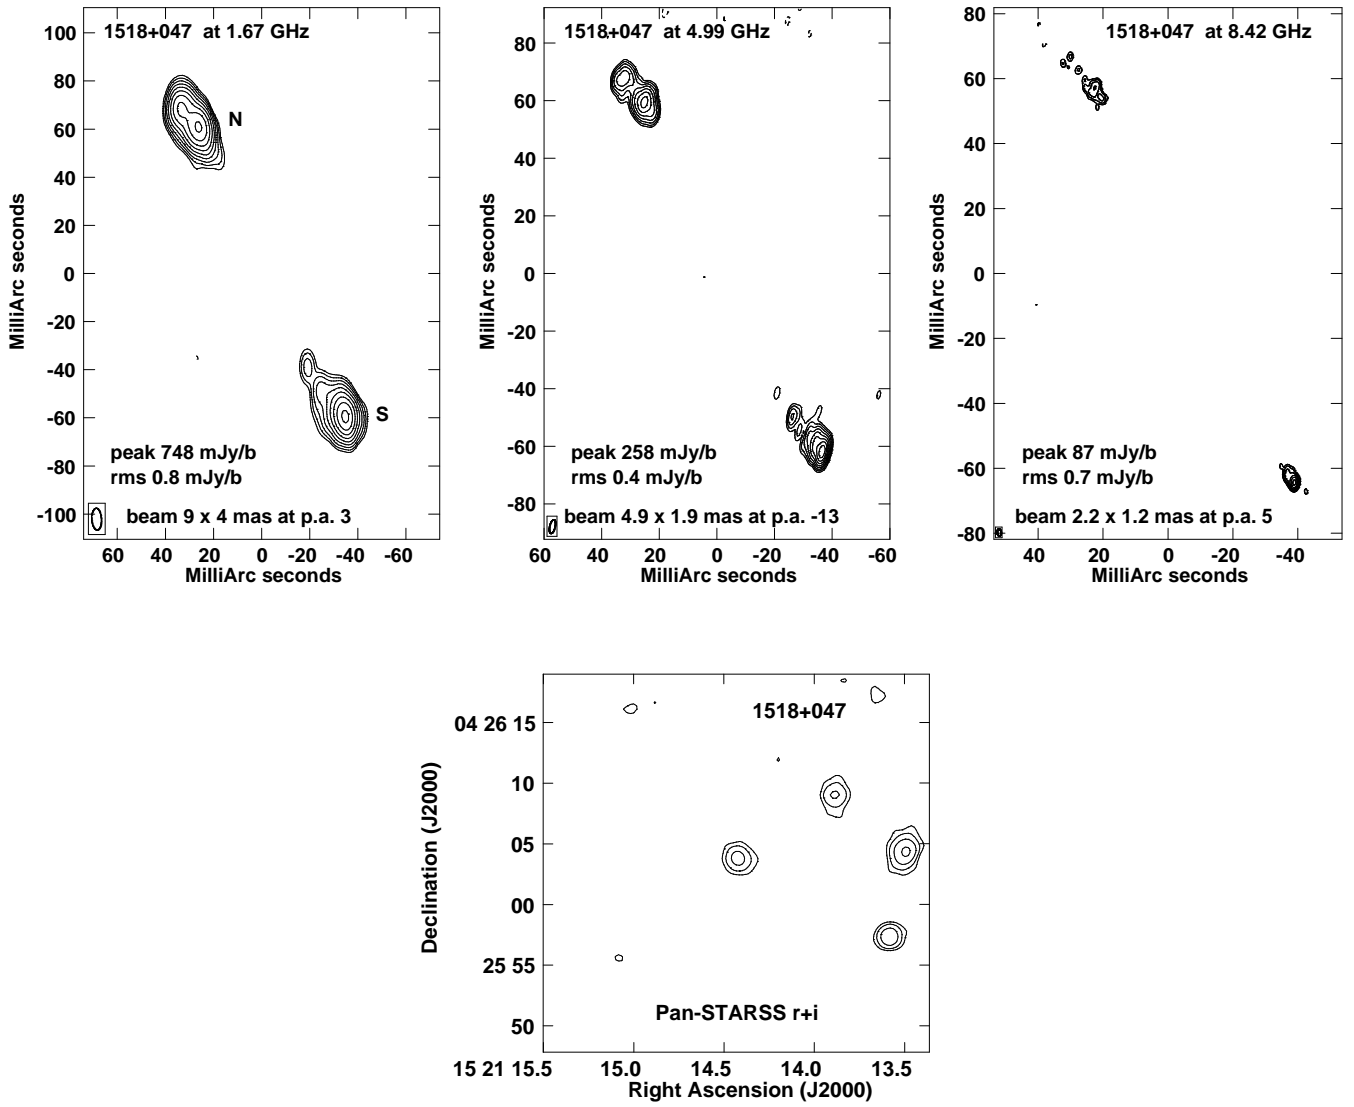 1518+047 at 1.67 GHz
100
80
60
40
20
0
-20
-40
-60
-80
-100
MilliArc seconds
N
S
peak 748 mJy/b
rms 0.8 mJy/b
beam 9 x 4 mas at p.a. 3
60 40 20 0 -20 -40 -60
MilliArc seconds
1518+047 at 4.99 GHz
80
60
40
20
0
-20
-40
-60
-80
MilliArc seconds
peak 258 mJy/b
rms 0.4 mJy/b
beam 4.9 x 1.9 mas at p.a. -13
60 40 20 0 -20 -40 -60
MilliArc seconds
1518+047 at 8.42 GHz
80
60
40
20
0
-20
-40
-60
-80
MilliArc seconds
peak 87 mJy/b
rms 0.7 mJy/b
beam 2.2 x 1.2 mas at p.a. 5
40 20 0 -20 -40
MilliArc seconds
1518+047
04 26 15
10
05
00
25 55
50
Declination (J2000)
Pan-STARSS r+i
15 21 15.5 15.0 14.5 14.0 13.5
Right Ascension (J2000)